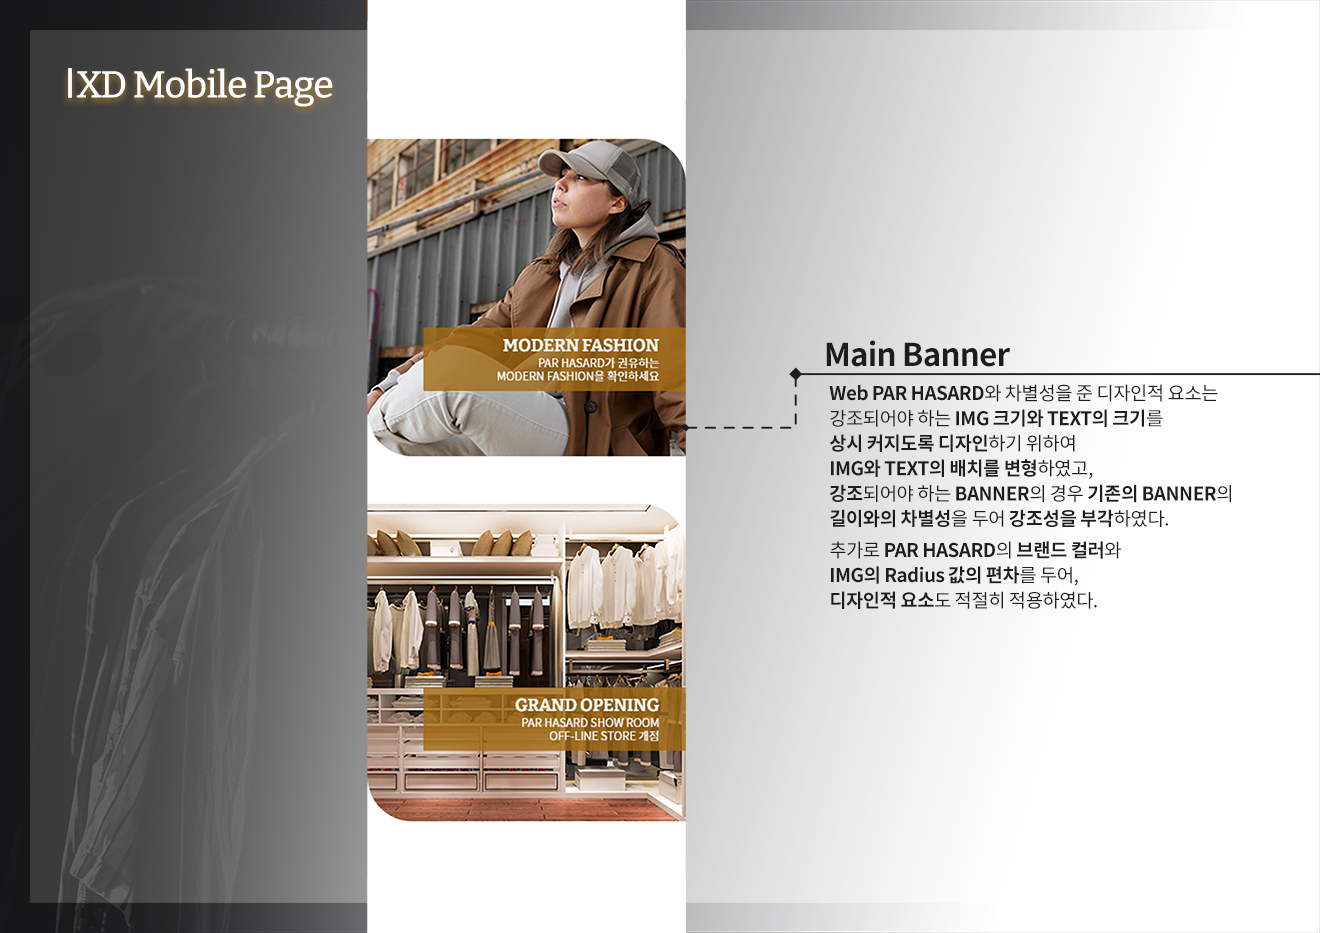 XD Mobile Page
MODERN FASHION
PAR HASARD가 권유하는
MODERN FASHION을 확인하세요
GRAND OPENING
PAR HASARD SHOW ROOM
OFF-LINE STORE 개점
Main Banner
Web PAR HASARD와 차별성을 준 디자인적 요소는
강조되어야 하는 IMG 크기와 TEXT의 크기를
상시 커지도록 디자인하기 위하여
IMG와 TEXT의 배치를 변형하였고,
강조되어야 하는 BANNER의 경우 기존의 BANNER의
길이와의 차별성을 두어 강조성을 부각하였다.
추가로 PAR HASARD의 브랜드 컬러와
IMG의 Radius 값의 편차를 두어,
디자인적 요소도 적절히 적용하였다.